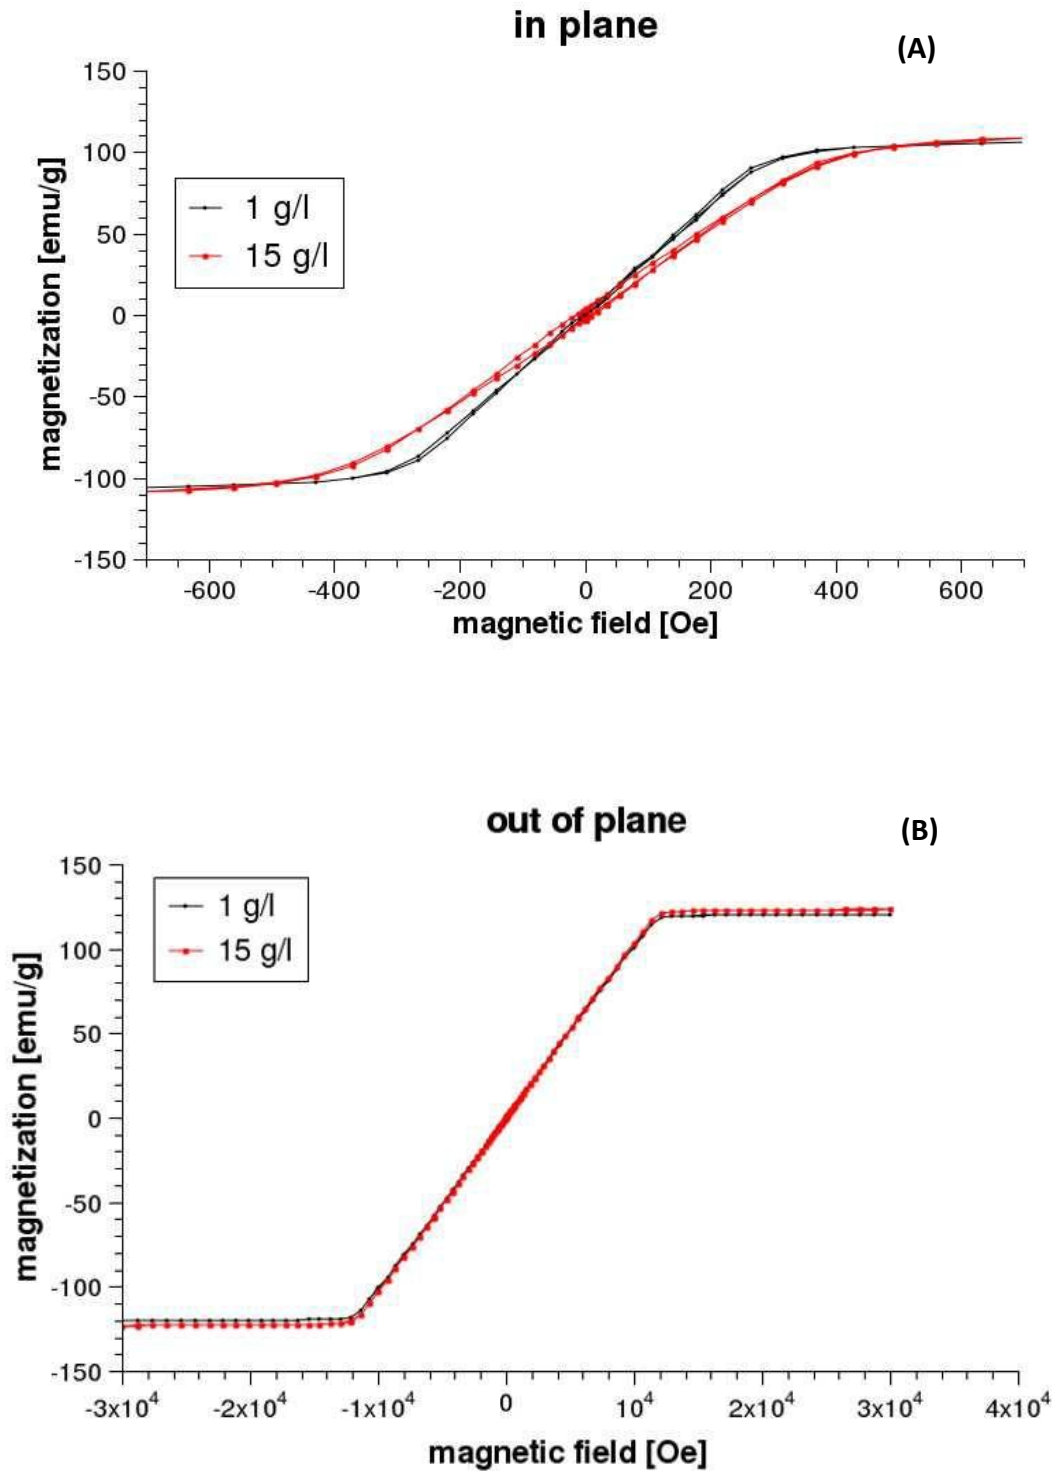 in plane
(A)
150
100
50
0
-50
-100
-150
magnetization [emu/g]
1 g/l
15 g/l
-600 -400 -200 0 200 400 600
magnetic field [Oe]
out of plane
(B)
150
100
50
0
-50
-100
-150
magnetization [emu/g]
1 g/l
15 g/l
-3x10⁴ -2x10⁴ -1x10⁴ 0 10⁴ 2x10⁴ 3x10⁴ 4x10⁴
magnetic field [Oe]